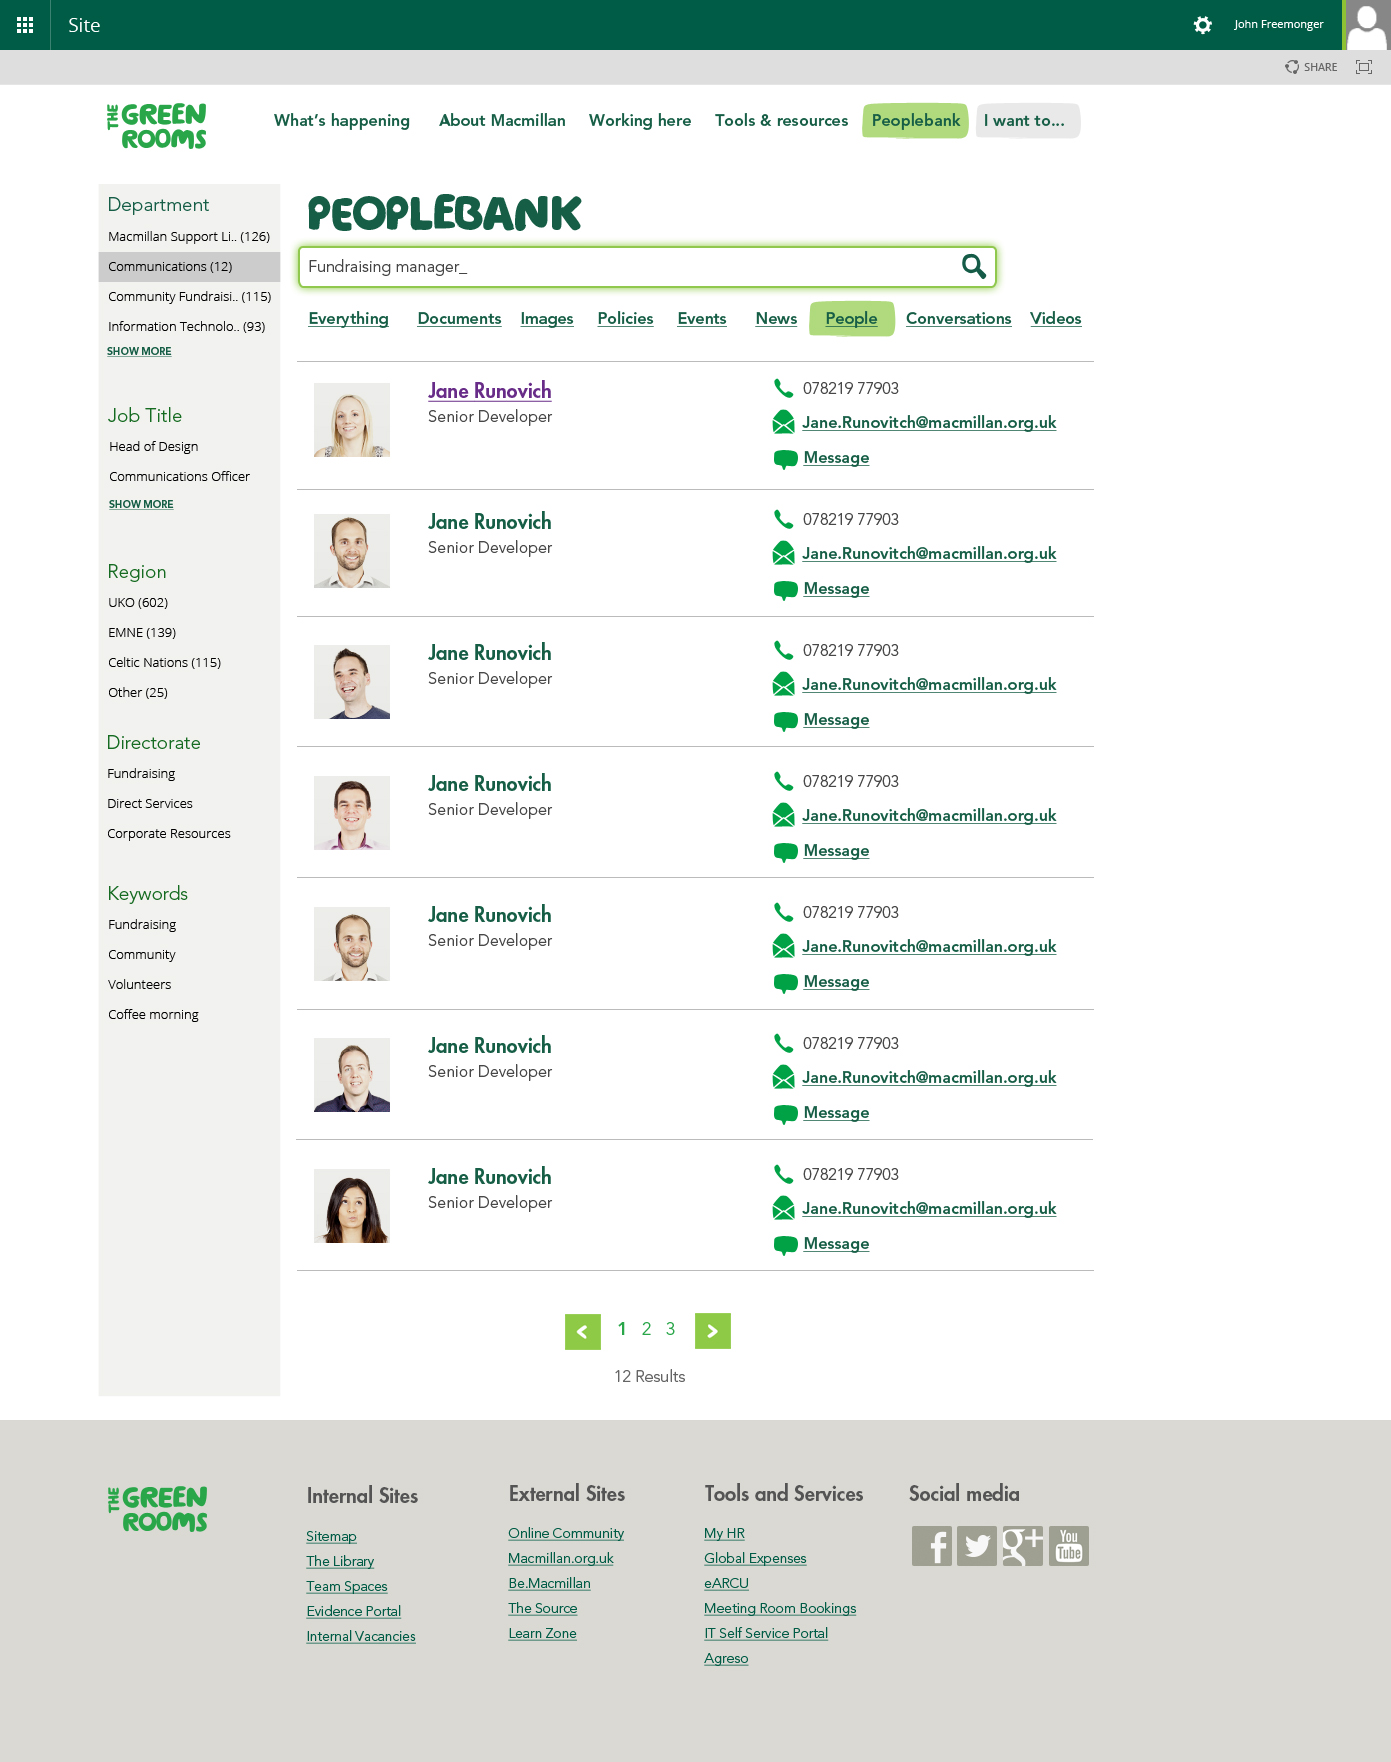 Site
John Freemonger
SHARE
THE GREEN ROOMS
What's happening
About Macmillan
Working here
Tools & resources
Peoplebank
I want to...
Department
Macmillan Support Li.. (126)
Communications (12)
Community Fundraisi.. (115)
Information Technolo.. (93)
SHOW MORE
Job Title
Head of Design
Communications Officer
SHOW MORE
Region
UKO (602)
EMNE (139)
Celtic Nations (115)
Other (25)
Directorate
Fundraising
Direct Services
Corporate Resources
Keywords
Fundraising
Community
Volunteers
Coffee morning
PEOPLEBANK
Fundraising manager_
Everything
Documents
Images
Policies
Events
News
People
Conversations
Videos
Jane Runovich
Senior Developer
078219 77903
Jane.Runovitch@macmillan.org.uk
Message
Jane Runovich
Senior Developer
078219 77903
Jane.Runovitch@macmillan.org.uk
Message
Jane Runovich
Senior Developer
078219 77903
Jane.Runovitch@macmillan.org.uk
Message
Jane Runovich
Senior Developer
078219 77903
Jane.Runovitch@macmillan.org.uk
Message
Jane Runovich
Senior Developer
078219 77903
Jane.Runovitch@macmillan.org.uk
Message
Jane Runovich
Senior Developer
078219 77903
Jane.Runovitch@macmillan.org.uk
Message
Jane Runovich
Senior Developer
078219 77903
Jane.Runovitch@macmillan.org.uk
Message
< 1 2 3 >
12 Results
THE GREEN ROOMS
Internal Sites
Sitemap
The Library
Team Spaces
Evidence Portal
Internal Vacancies
External Sites
Online Community
Macmillan.org.uk
Be.Macmillan
The Source
Learn Zone
Tools and Services
My HR
Global Expenses
eARCU
Meeting Room Bookings
IT Self Service Portal
Agreso
Social media
f
g+
You Tube